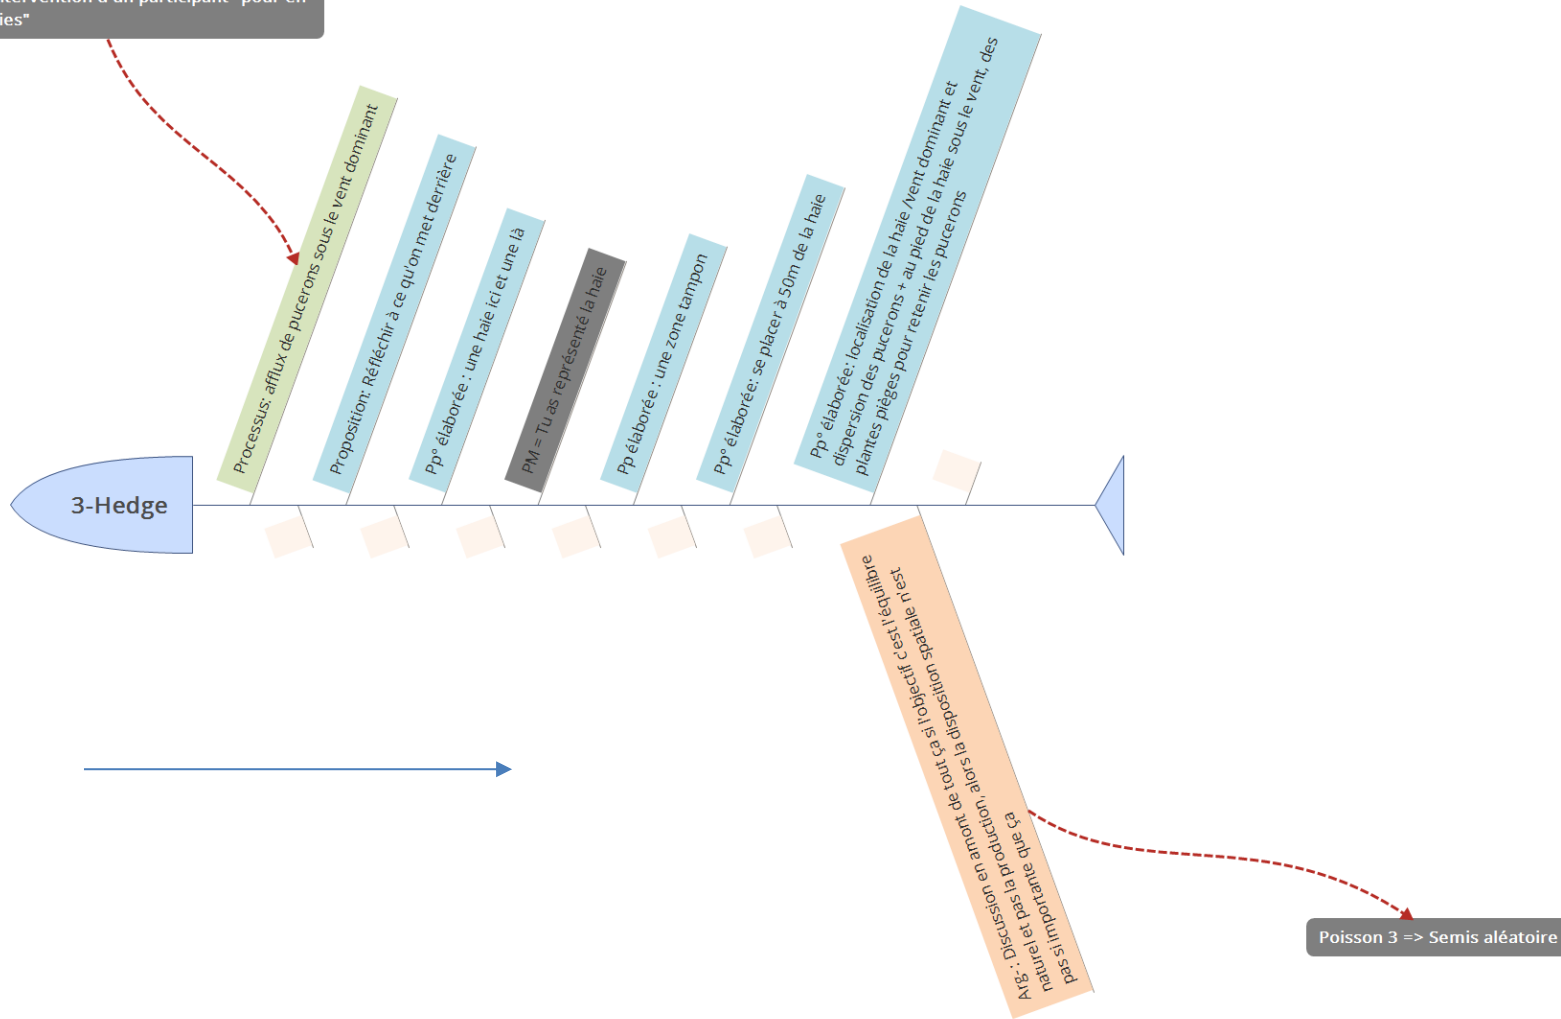 ntervention d'un participant "pour en
ies"
Processus: afflux de pucerons sous le vent dominant
Proposition: Réfléchir à ce qu'on met derrière
Pp° élaborée : une haie ici et une là
PM = Tu as représenté la haie
Pp élaborée : une zone tampon
Pp° élaborée: se placer à 50m de la haie
Pp° élaborée: localisation de la haie /vent dominant et
dispersion des pucerons + au pied de la haie sous le vent, des
plantes pièges pour retenir les pucerons
3-Hedge
Arg- : Discussion en amont de tout ça si l'objectif c'est l'équilibre
naturel et pas la production, alors la disposition spatiale n'est
pas si importante que ça
Poisson 3 => Semis aléatoire